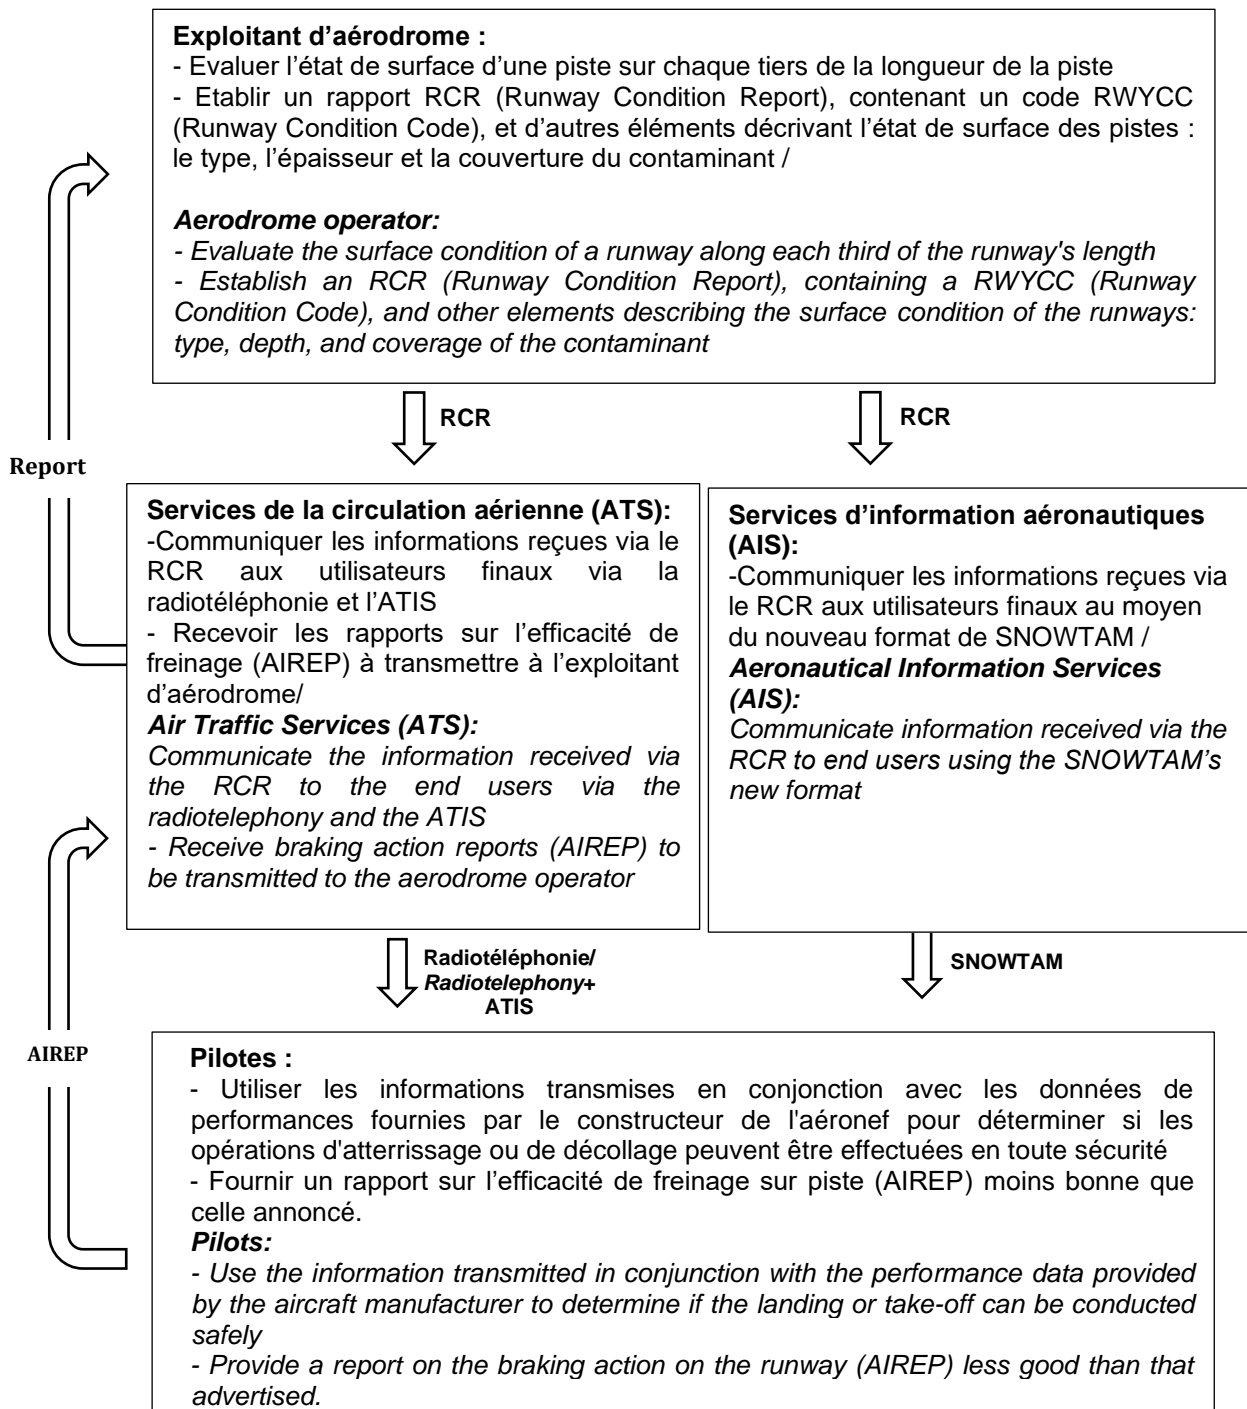 Exploitant d’aérodrome :
- Evaluer l’état de surface d’une piste sur chaque tiers de la longueur de la piste
- Etablir un rapport RCR (Runway Condition Report), contenant un code RWYCC
(Runway Condition Code), et d’autres éléments décrivant l’état de surface des pistes :
le type, l’épaisseur et la couverture du contaminant /
Aerodrome operator:
- Evaluate the surface condition of a runway along each third of the runway's length
- Establish an RCR (Runway Condition Report), containing a RWYCC (Runway
Condition Code), and other elements describing the surface condition of the runways:
type, depth, and coverage of the contaminant
RCR
RCR
Report
Services de la circulation aérienne (ATS):
-Communiquer les informations reçues via le
RCR aux utilisateurs finaux via la
radiotéléphonie et l’ATIS
- Recevoir les rapports sur l’efficacité de
freinage (AIREP) à transmettre à l’exploitant
d’aérodrome/
Air Traffic Services (ATS):
Communicate the information received via
the RCR to the end users via the
radiotelephony and the ATIS
- Receive braking action reports (AIREP) to
be transmitted to the aerodrome operator
Services d’information aéronautiques
(AIS):
-Communiquer les informations reçues via
le RCR aux utilisateurs finaux au moyen
du nouveau format de SNOWTAM /
Aeronautical Information Services
(AIS):
Communicate information received via the
RCR to end users using the SNOWTAM’s
new format
Radiotéléphonie/
Radiotelephony+
ATIS
SNOWTAM
AIREP
Pilotes :
- Utiliser les informations transmises en conjonction avec les données de
performances fournies par le constructeur de l'aéronef pour déterminer si les
opérations d'atterrissage ou de décollage peuvent être effectuées en toute sécurité
- Fournir un rapport sur l’efficacité de freinage sur piste (AIREP) moins bonne que
celle annoncé.
Pilots:
- Use the information transmitted in conjunction with the performance data provided
by the aircraft manufacturer to determine if the landing or take-off can be conducted
safely
- Provide a report on the braking action on the runway (AIREP) less good than that
advertised.